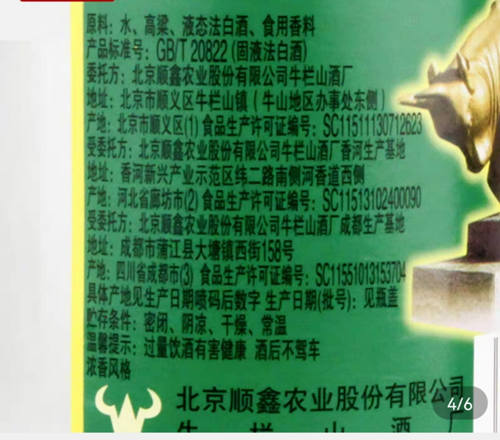 原料：水、高粱、液态法白酒、食用香料
产品标准号：GB/T 20822 (固液法白酒)
委托方：北京顺鑫农业股份有限公司牛栏山酒厂
地址：北京市顺义区牛栏山镇（牛山地区办事处东侧）
产地：北京市顺义区(1) 食品生产许可证编号：SC11511130712623
受委托方：北京顺鑫农业股份有限公司牛栏山酒厂香河生产基地
地址：香河新兴产业示范区纬二路南侧河香道西侧
产地：河北省廊坊市(2) 食品生产许可证编号：SC11513102400090
受委托方：北京顺鑫农业股份有限公司牛栏山酒厂成都生产基地
地址：成都市蒲江县大塘镇西街158号
产地：四川省成都市(3) 食品生产许可证编号：SC11551013153704
具体产地见生产日期喷码后数字 生产日期(批号)：见瓶盖
贮存条件：密闭、阴凉、干燥、常温
温馨提示：过量饮酒有害健康 酒后不驾车
浓香风格
北京顺鑫农业股份有限公司
牛栏山酒厂
4/6